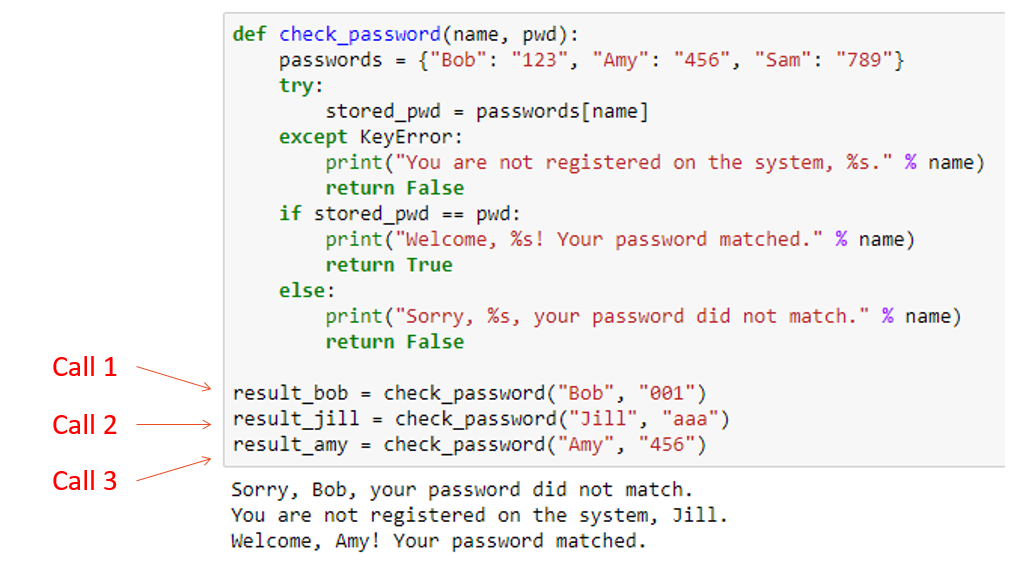 def check_password(name, pwd):
    passwords = {"Bob": "123", "Amy": "456", "Sam": "789"}
    try:
        stored_pwd = passwords[name]
    except KeyError:
        print("You are not registered on the system, %s." % name)
        return False
    if stored_pwd == pwd:
        print("Welcome, %s! Your password matched." % name)
        return True
    else:
        print("Sorry, %s, your password did not match." % name)
        return False
Call 1
result_bob = check_password("Bob", "001")
Call 2
result_jill = check_password("Jill", "aaa")
Call 3
result_amy = check_password("Amy", "456")
Sorry, Bob, your password did not match.
You are not registered on the system, Jill.
Welcome, Amy! Your password matched.